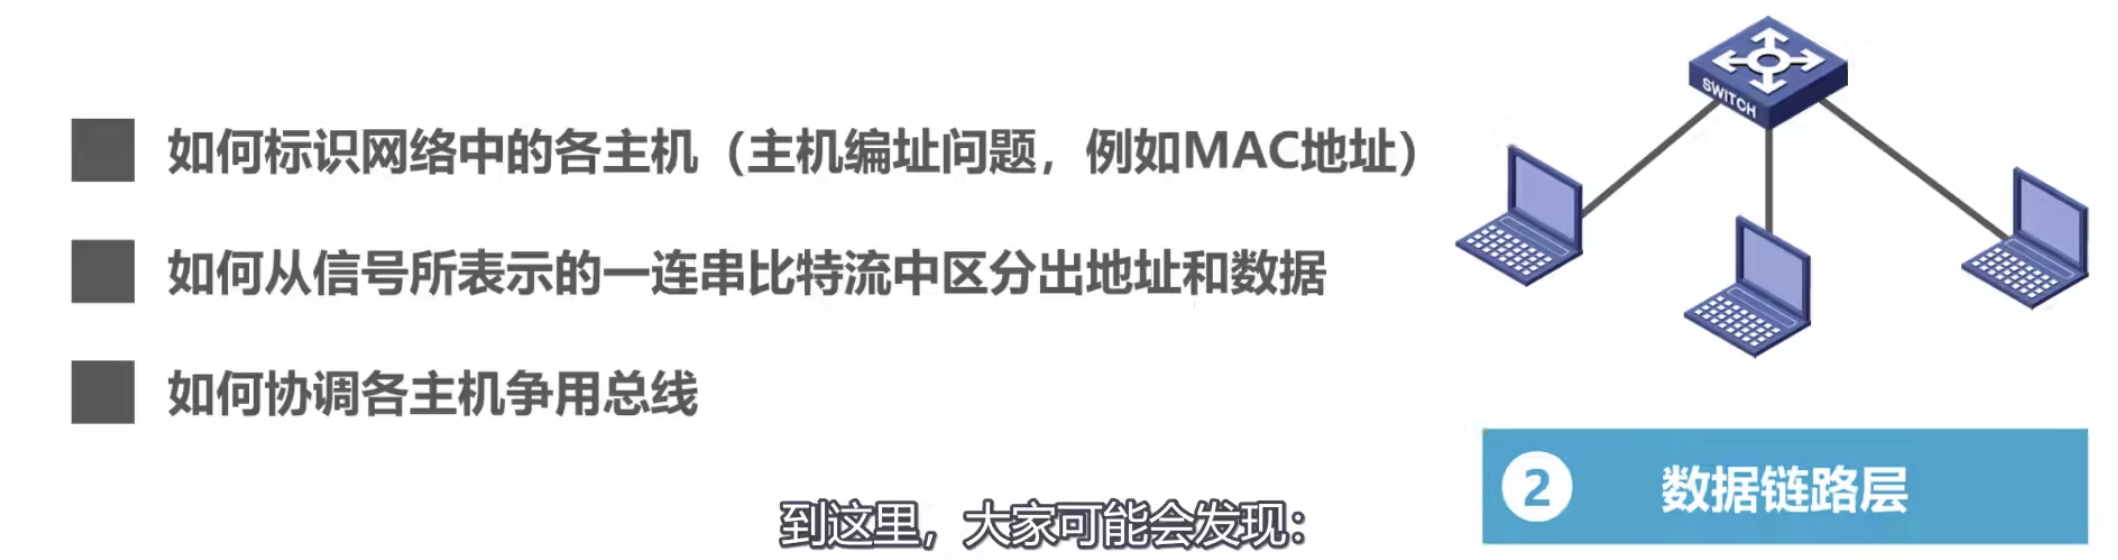 如何标识网络中的各主机（主机编址问题，例如MAC地址）
如何从信号所表示的一连串比特流中区分出地址和数据
如何协调各主机争用总线
SWITCH
2 数据链路层
到这里，大家可能会发现：